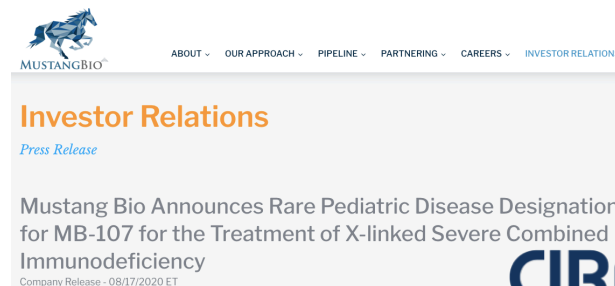 MUSTANGBIO
ABOUT OUR APPROACH PIPELINE PARTNERING CAREERS INVESTOR RELATION
Investor Relations
Press Release
Mustang Bio Announces Rare Pediatric Disease Designation
for MB-107 for the Treatment of X-linked Severe Combined
Immunodeficiency
Company Release - 08/17/2020 ET